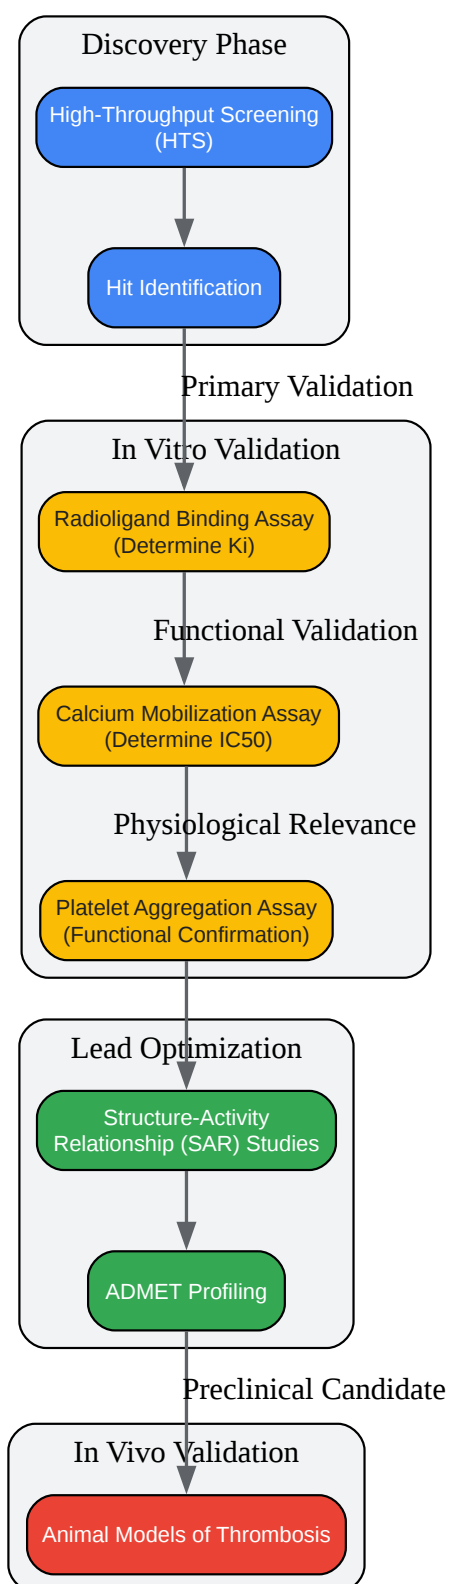 Discovery Phase
High-Throughput Screening
(HTS)
Hit Identification
Primary Validation
In Vitro Validation
Radioligand Binding Assay
(Determine Ki)
Functional Validation
Calcium Mobilization Assay
(Determine IC50)
Physiological Relevance
Platelet Aggregation Assay
(Functional Confirmation)
Lead Optimization
Structure-Activity
Relationship (SAR) Studies
ADMET Profiling
Preclinical Candidate
In Vivo Validation
Animal Models of Thrombosis